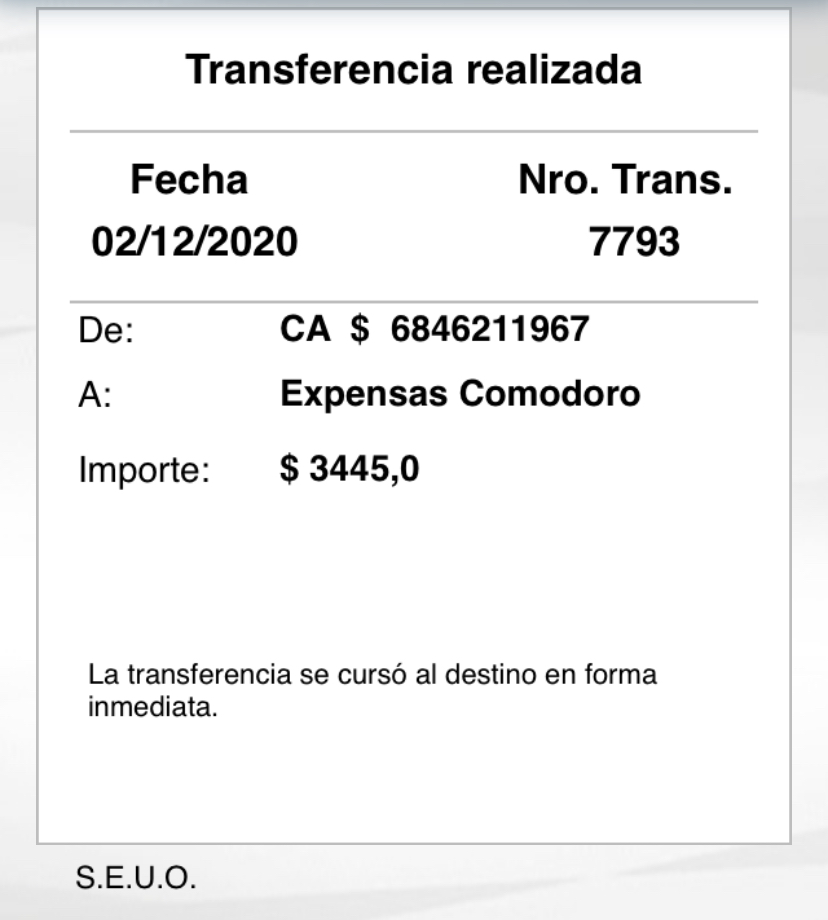 Transferencia realizada
Fecha Nro. Trans.
02/12/2020 7793
De: CA $ 6846211967
A: Expensas Comodoro
Importe: $ 3445,0
La transferencia se cursó al destino en forma
inmediata.
S.E.U.O.